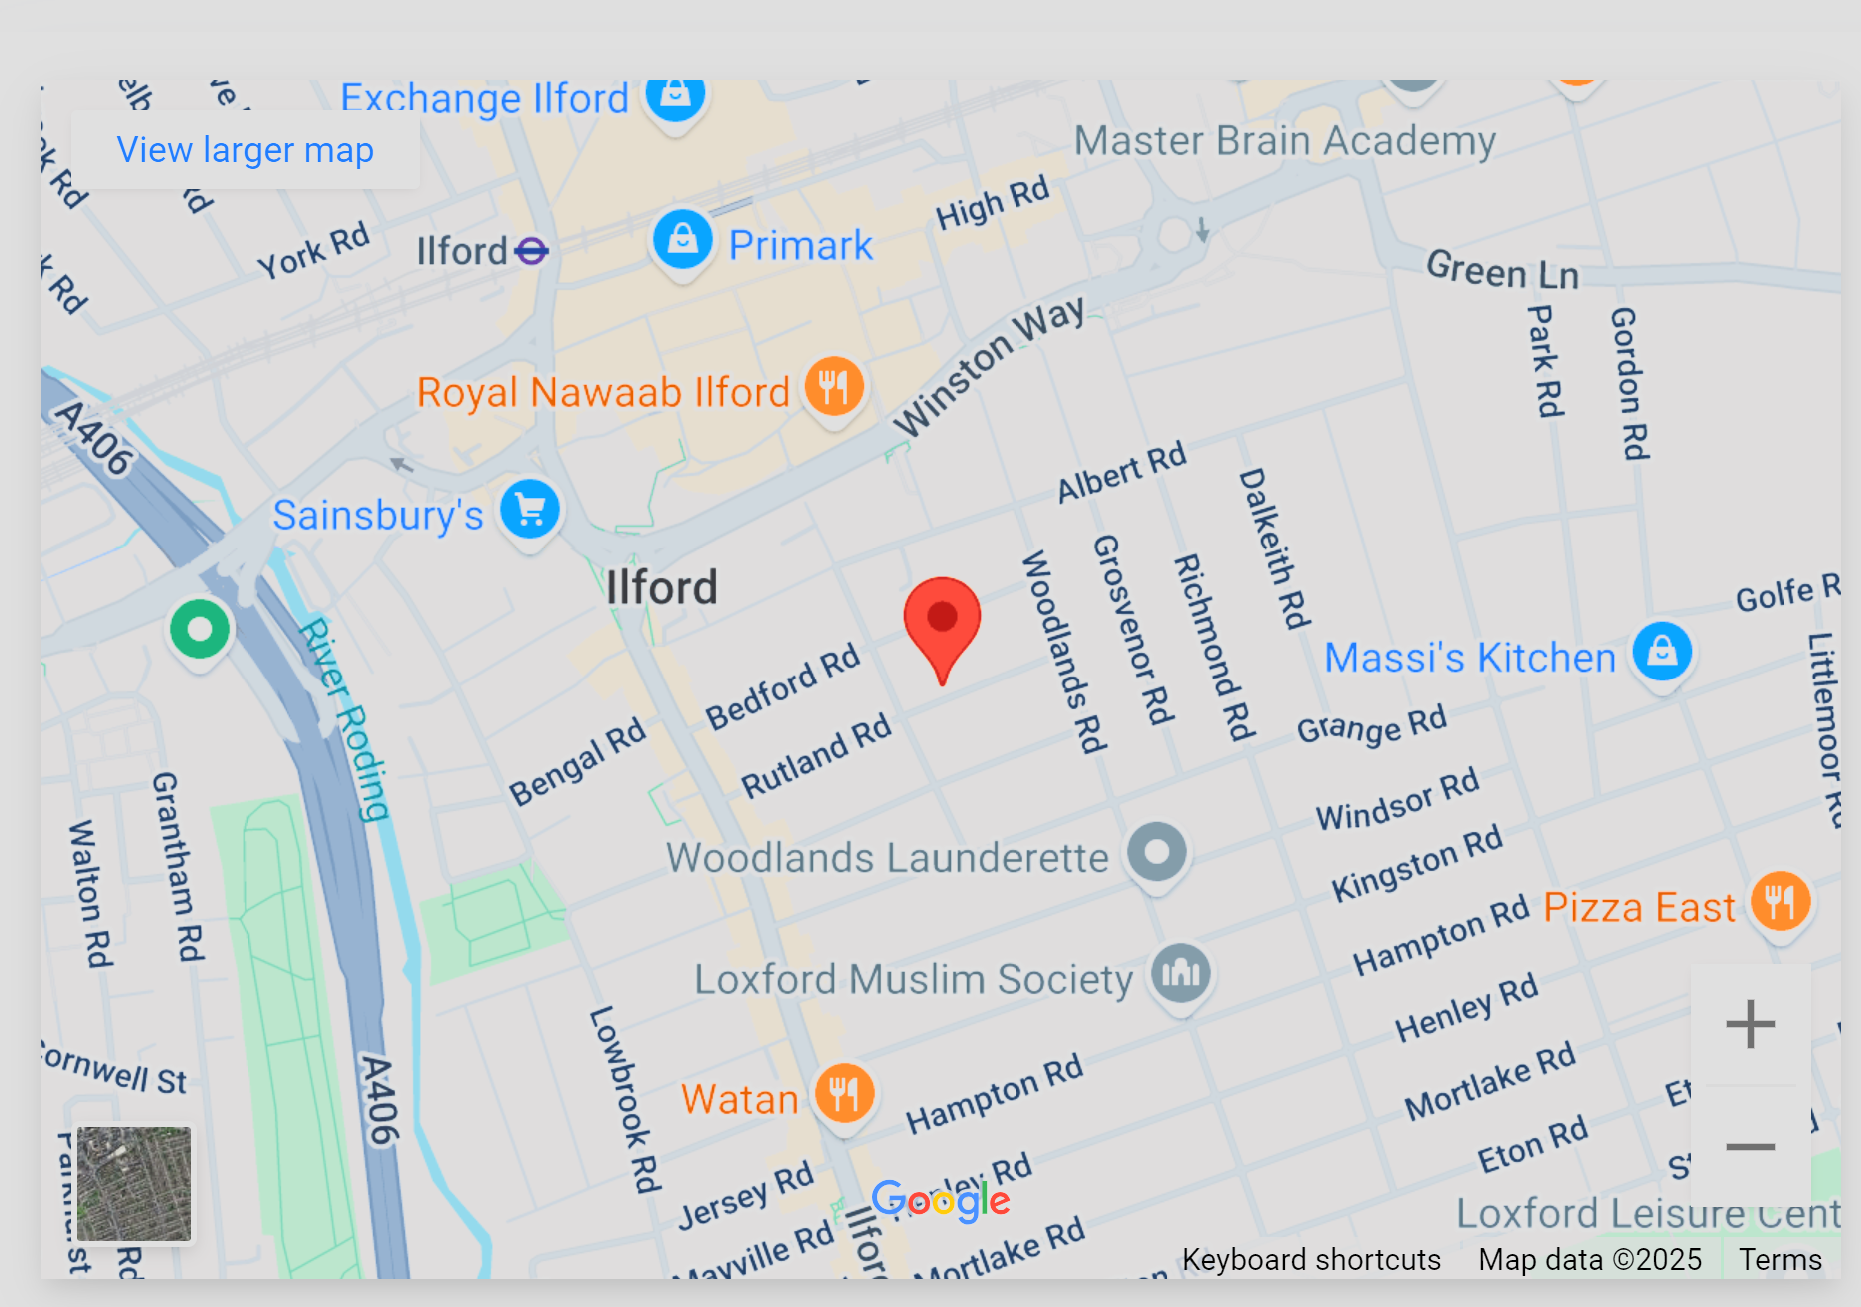 Exchange Ilford
View larger map
Master Brain Academy
High Rd
York Rd
Ilford
Primark
Green Ln
Winston Way
Park Rd
Gordon Rd
Royal Nawaab Ilford
A406
Albert Rd
Dalkeith Rd
Sainsbury's
Ilford
Woodlands Rd
Grosvenor Rd
Richmond Rd
Golfe R
River Roding
Bedford Rd
Massi's Kitchen
Littlemoor Rd
Bengal Rd
Rutland Rd
Grange Rd
Grantham Rd
Walton Rd
Windsor Rd
Woodlands Launderette
Kingston Rd
Hampton Rd
Pizza East
Loxford Muslim Society
Henley Rd
Lowbrook Rd
A406
ornwell St
Watan
Hampton Rd
Mortlake Rd
Eton Rd
Jersey Rd
Google
Loxford Leisure Cent
Mayville Rd
Mortlake Rd
Keyboard shortcuts
Map data ©2025
Terms